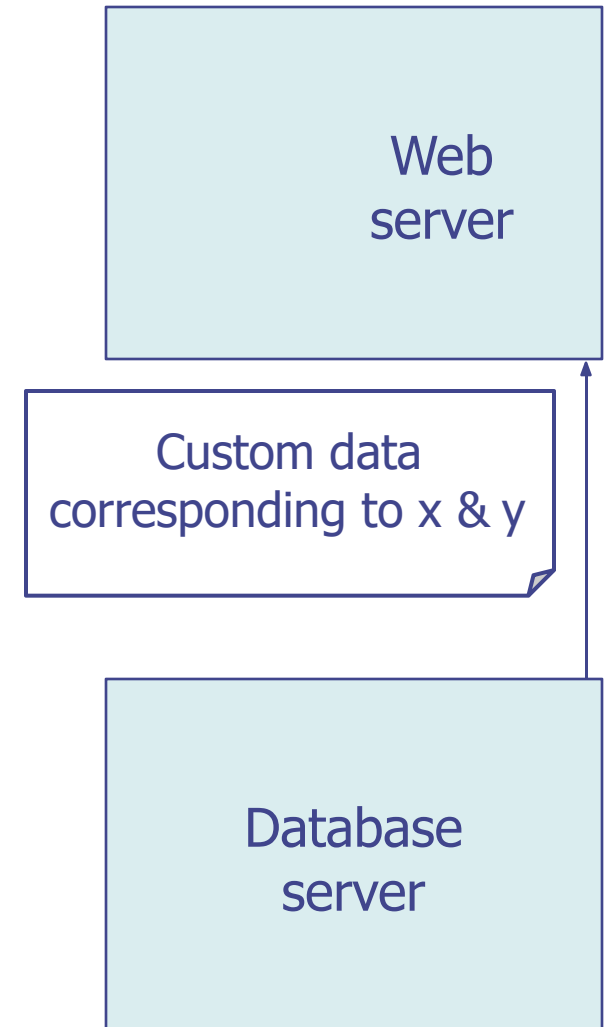 Web
server
Custom data
corresponding to x & y
Database
server